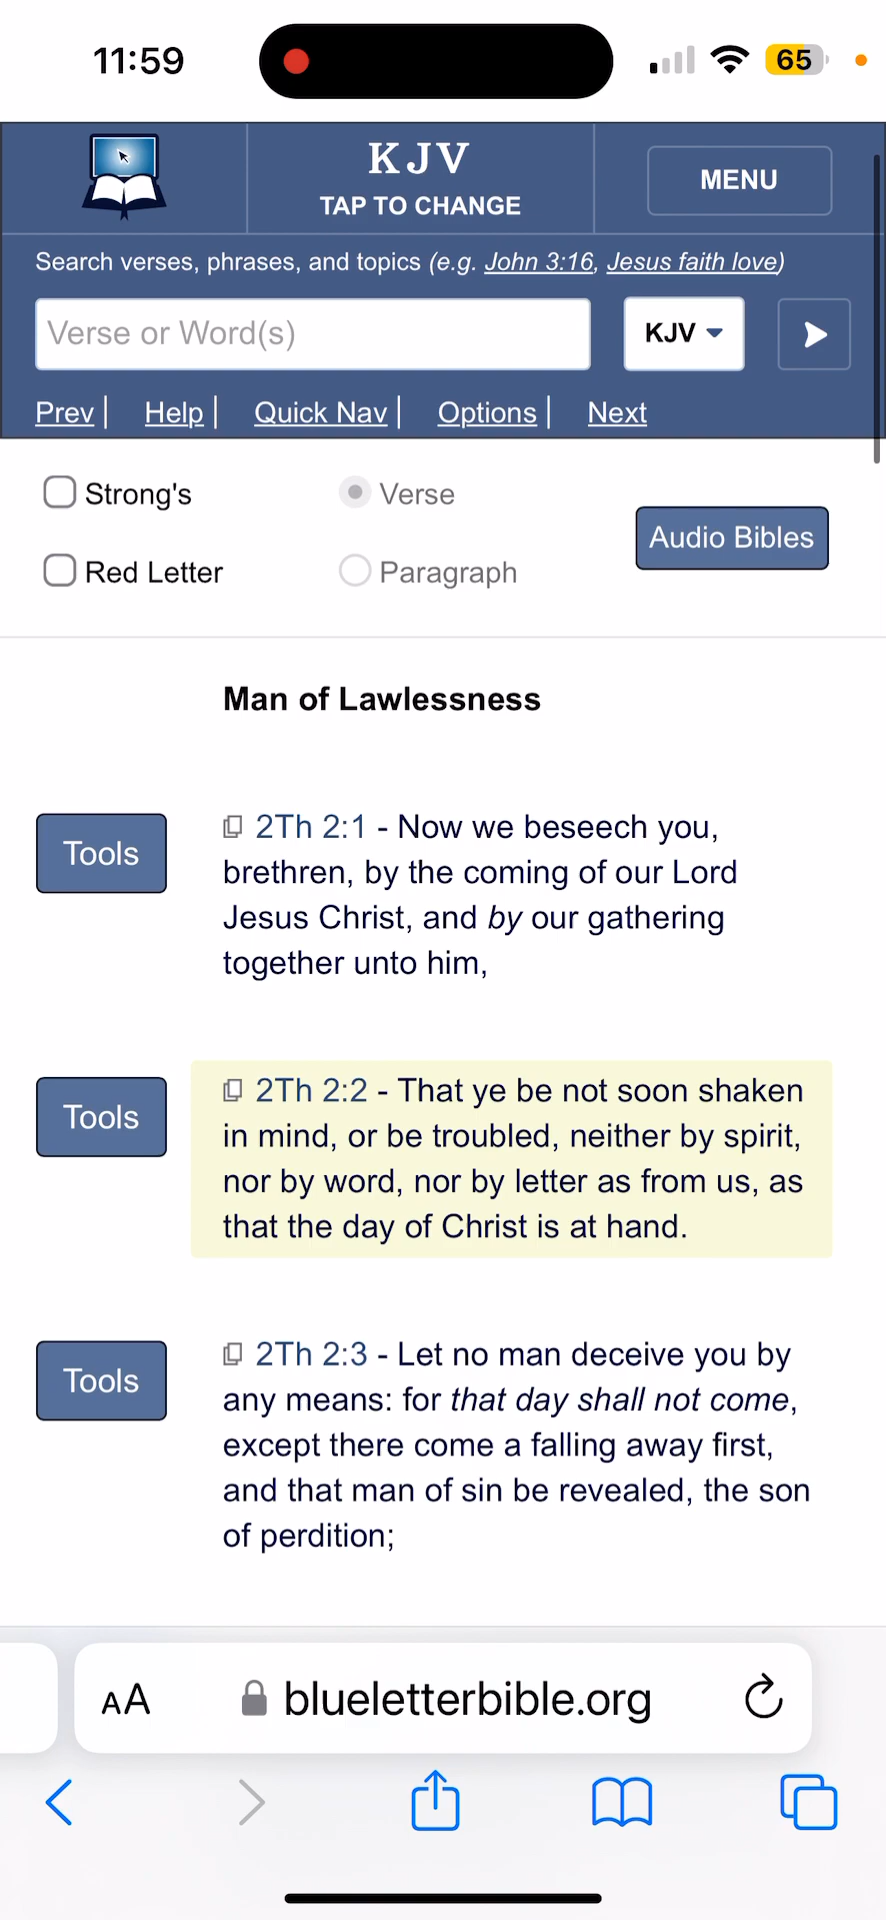 11:59
65
KJV
TAP TO CHANGE
MENU
Search verses, phrases, and topics (e.g. John 3:16, Jesus faith love)
Verse or Word(s)
KJV
Prev | Help | Quick Nav | Options | Next
Strong's
Verse
Audio Bibles
Red Letter
Paragraph
Man of Lawlessness
Tools
2Th 2:1 - Now we beseech you,
brethren, by the coming of our Lord
Jesus Christ, and by our gathering
together unto him,
Tools
2Th 2:2 - That ye be not soon shaken
in mind, or be troubled, neither by spirit,
nor by word, nor by letter as from us, as
that the day of Christ is at hand.
Tools
2Th 2:3 - Let no man deceive you by
any means: for that day shall not come,
except there come a falling away first,
and that man of sin be revealed, the son
of perdition;
AA
blueletterbible.org